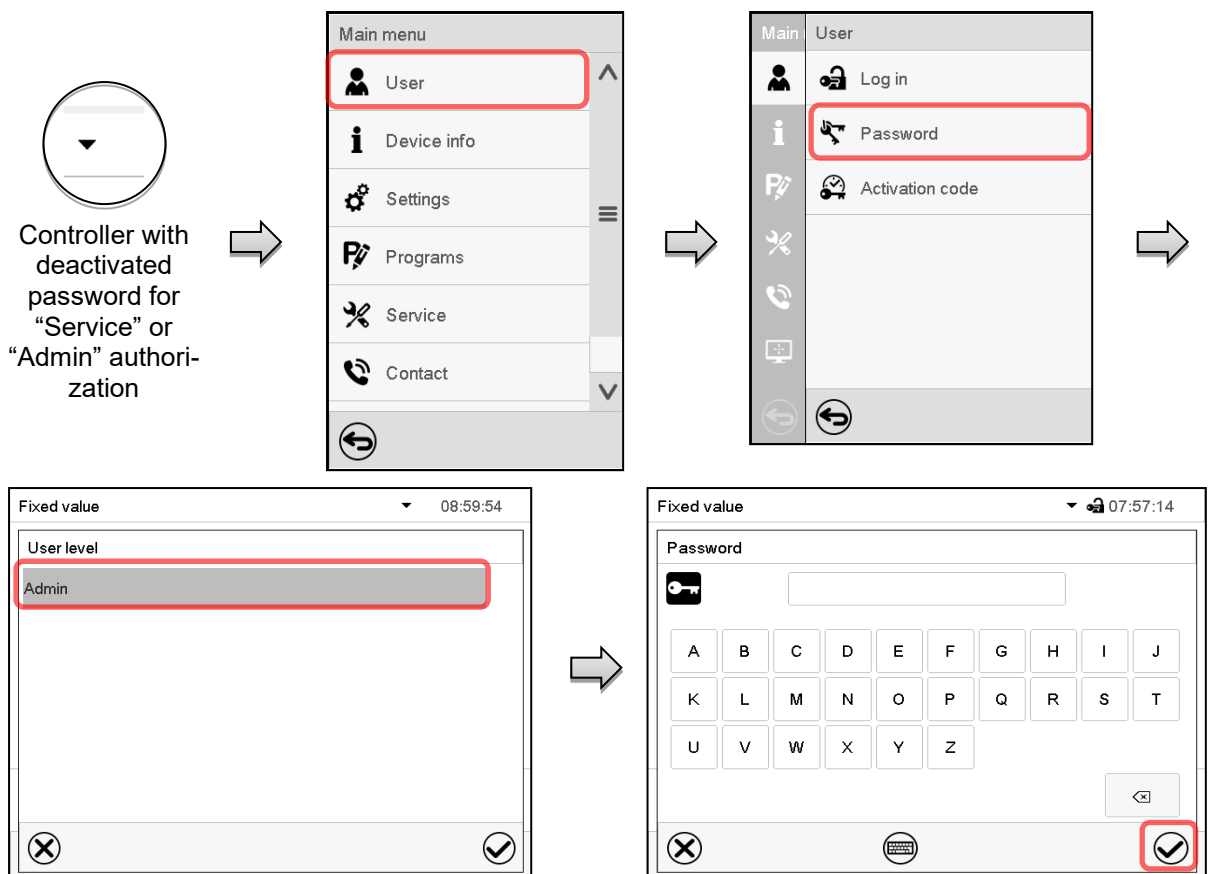 Controller with
deactivated
password for
“Service” or
“Admin” authori-
zation
Main menu
User
Device info
Settings
Programs
Service
Contact
Main
User
Log in
Password
Activation code
Fixed value 08:59:54
User level
Admin
Fixed value 07:57:14
Password
A B C D E F G H I J
K L M N O P Q R S T
U V W X Y Z